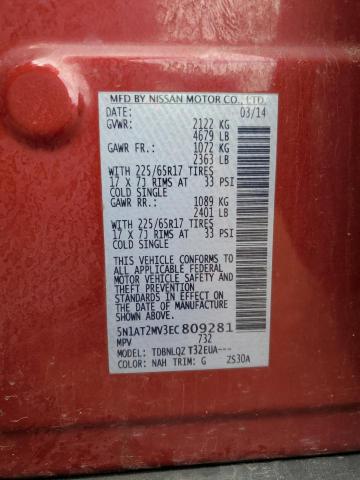 MFD BY NISSAN MOTOR CO., LTD.
DATE: 03/14
GVWR: 2122 KG
4679 LB
GAWR FR.: 1072 KG
2363 LB
WITH 225/65R17 TIRES
17 X 7J RIMS AT 33 PSI
COLD SINGLE
GAWR RR.: 1089 KG
2401 LB
WITH 225/65R17 TIRES
17 X 7J RIMS AT 33 PSI
COLD SINGLE
THIS VEHICLE CONFORMS TO
ALL APPLICABLE FEDERAL
MOTOR VEHICLE SAFETY AND
THEFT PREVENTION
STANDARDS IN EFFECT ON THE
DATE OF MANUFACTURE
SHOWN ABOVE.
5N1AT2MV3EC809281
MPV 732
MODEL: TDBNLQZ T32EUA---
COLOR: NAH TRIM: G ZS30A